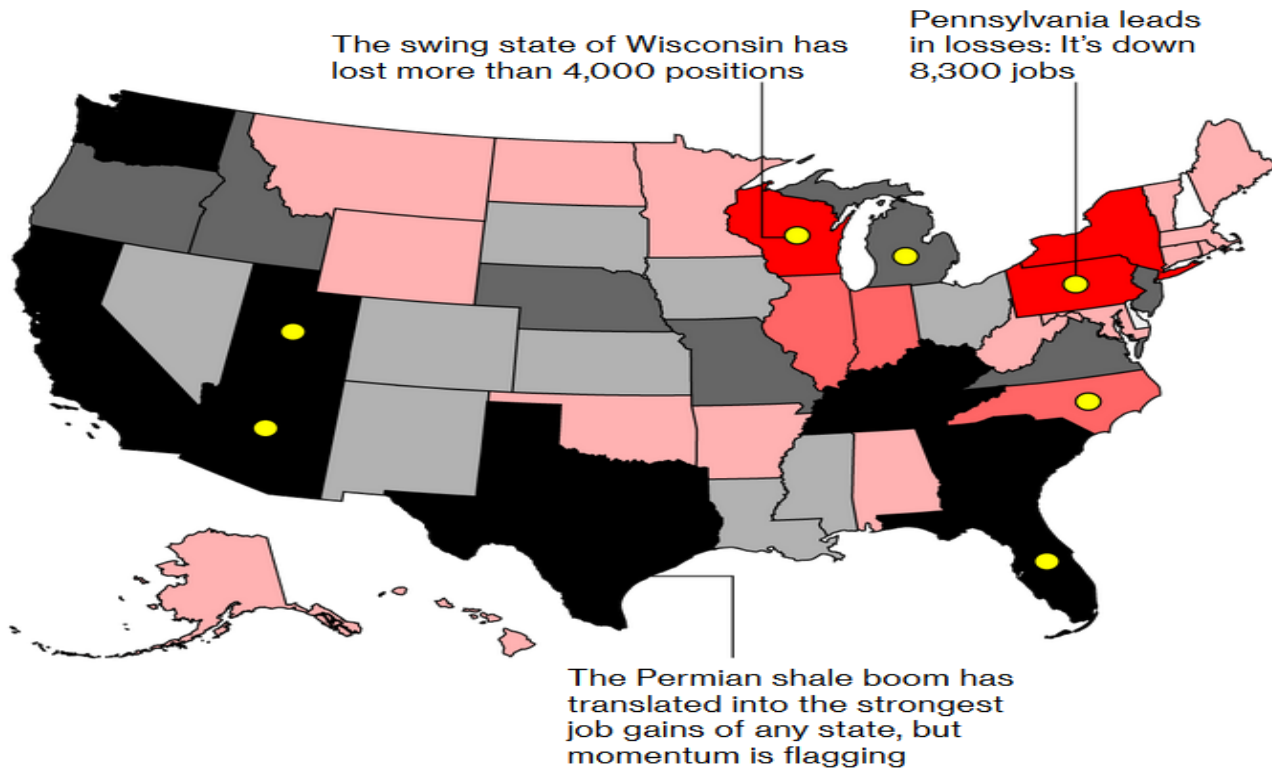 The swing state of Wisconsin has
lost more than 4,000 positions
Pennsylvania leads
in losses: It's down
8,300 jobs
The Permian shale boom has
translated into the strongest
job gains of any state, but
momentum is flagging